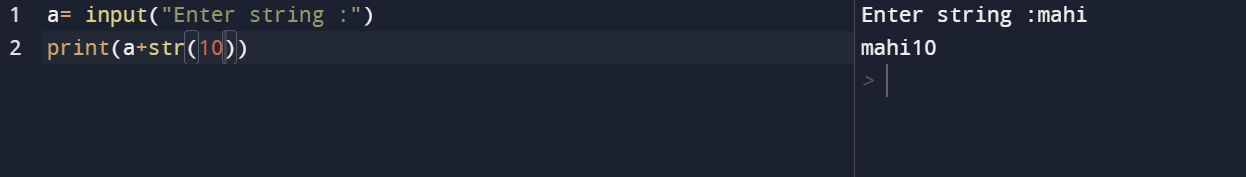 1 a= input("Enter string :")
2 print(a+str(10))
Enter string :mahi
mahi10
>